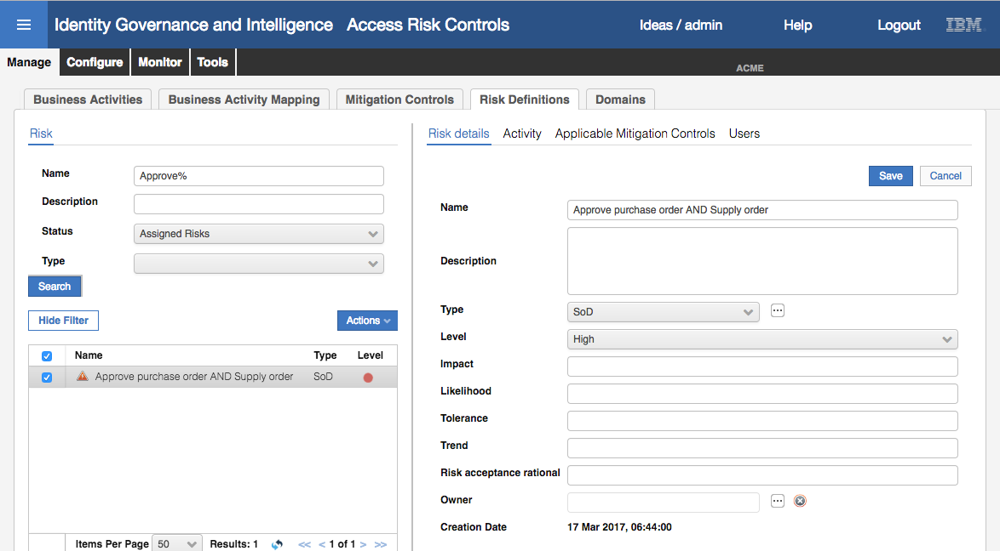 Identity Governance and Intelligence Access Risk Controls Ideas / admin Help Logout IBM
Manage Configure Monitor Tools ACME
Business Activities Business Activity Mapping Mitigation Controls Risk Definitions Domains
Risk
Name Approve%
Description
Status Assigned Risks
Type
Search
Hide Filter Actions
Name Type Level
Approve purchase order AND Supply order SoD
Items Per Page 50 Results: 1 << < 1 of 1 > >>
Risk details Activity Applicable Mitigation Controls Users
Save Cancel
Name Approve purchase order AND Supply order
Description
Type SoD ...
Level High
Impact
Likelihood
Tolerance
Trend
Risk acceptance rational
Owner ...
Creation Date 17 Mar 2017, 06:44:00